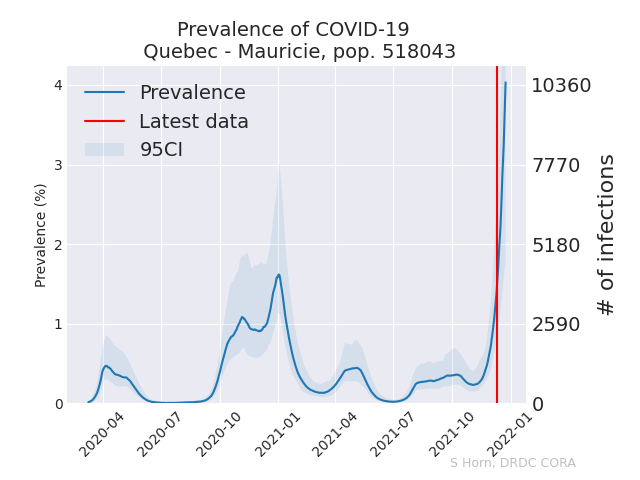 Prevalence of COVID-19
Quebec - Mauricie, pop. 518043
Prevalence
Latest data
95CI
Prevalence (%)
4
3
2
1
0
10360
7770
5180
2590
0
# of infections
2020-04
2020-07
2020-10
2021-01
2021-04
2021-07
2021-10
2022-01
S Horn, DRDC CORA